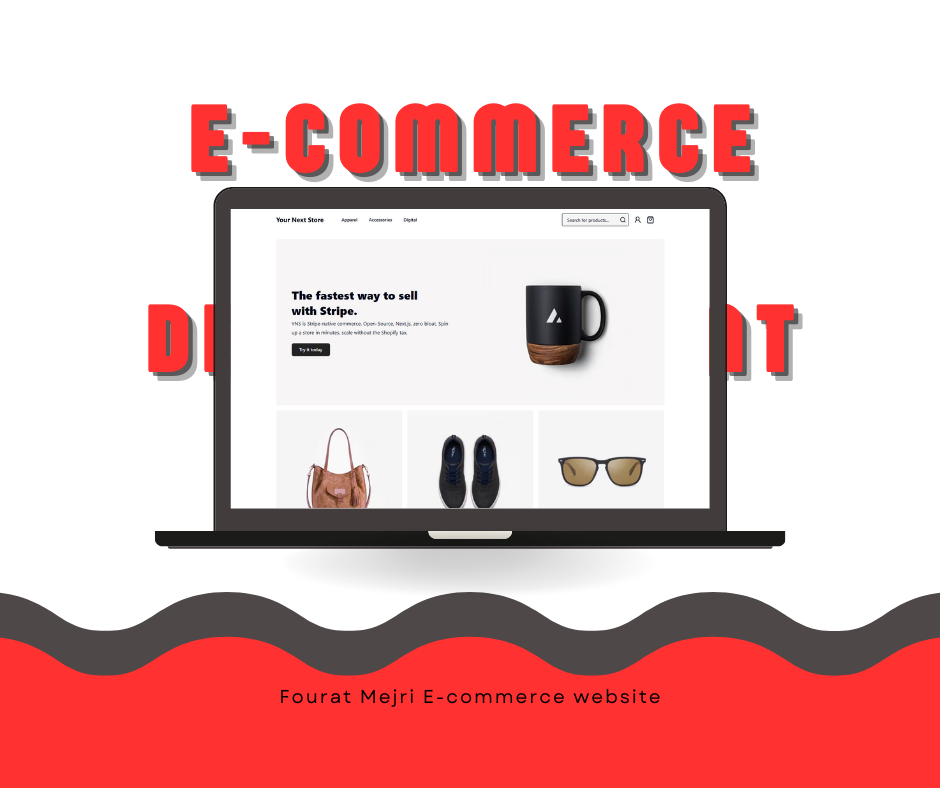 E-COMMERCE
Your Next Store
Apparel
Accessories
Digital
Search for products...
The fastest way to sell
with Stripe.
YNS is Stripe-native commerce. Open-Source, Next.js, zero bloat. Spin
up a store in minutes, scale without the Shopify tax.
Try it today
Fourat Mejri E-commerce website